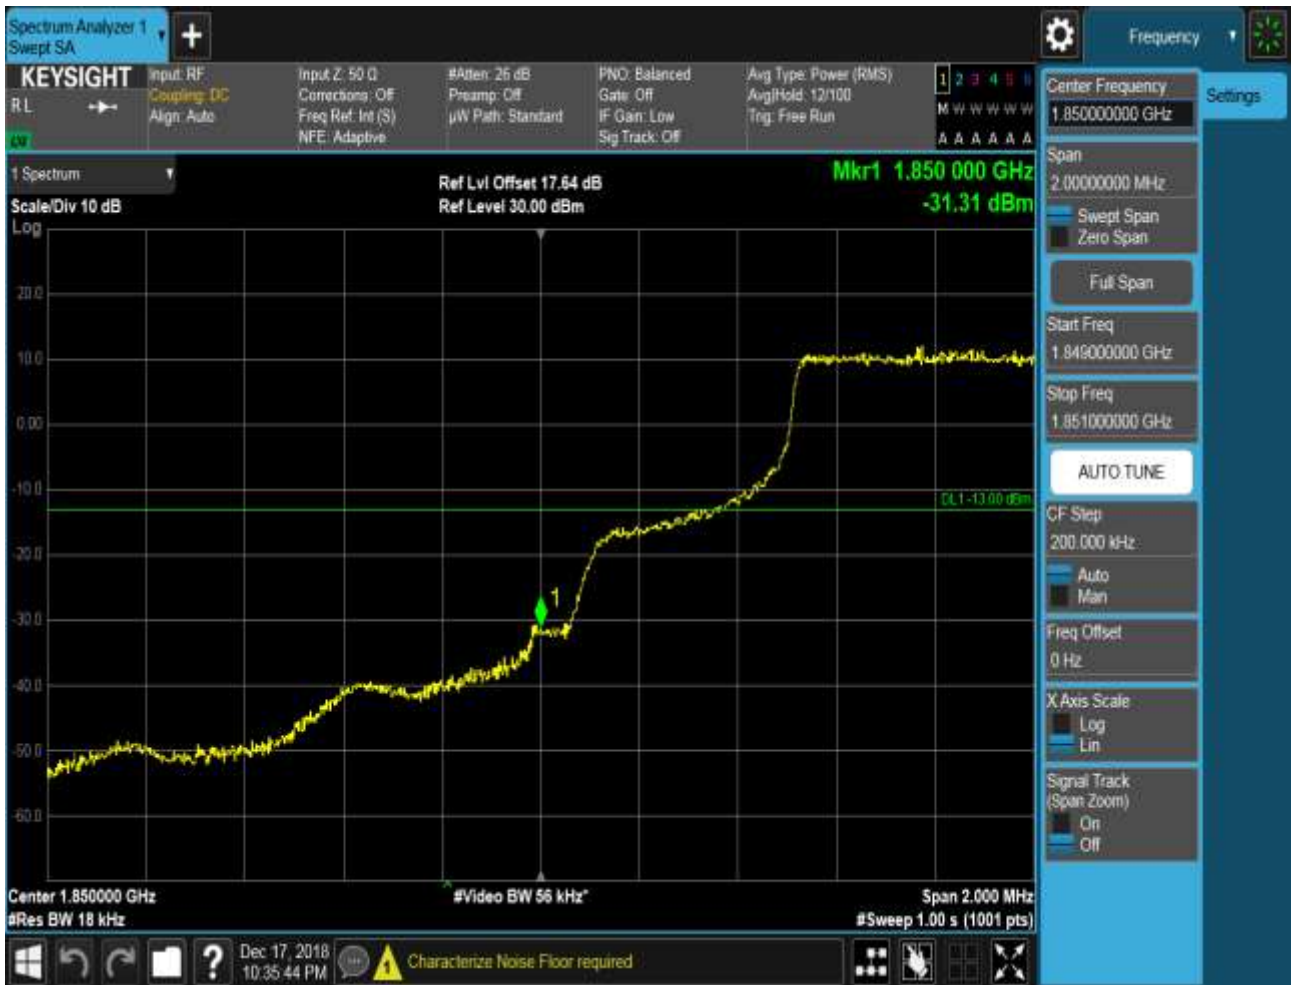 Spectrum Analyzer 1
Swept SA
Frequency
KEYSIGHT
R L
Input: RF
Coupling: DC
Align: Auto
Input Z: 50 Ω
Corrections: Off
Freq Ref: Int (S)
NFE: Adaptive
#Atten: 26 dB
Preamp: Off
µW Path: Standard
PNO: Balanced
Gate: Off
IF Gain: Low
Sig Track: Off
Avg Type: Power (RMS)
Avg|Hold: 12/100
Trig: Free Run
1 2 3 4 5 6
M W W W W W
A A A A A A
1 Spectrum
Scale/Div 10 dB
Log
Ref Lvl Offset 17.64 dB
Ref Level 30.00 dBm
Mkr1 1.850 000 GHz
-31.31 dBm
20.0
10.0
0.00
-10.0
-20.0
-30.0
-40.0
-50.0
-60.0
DL1 -13.00 dBm
1
Center 1.850000 GHz
#Res BW 18 kHz
#Video BW 56 kHz*
Span 2.000 MHz
#Sweep 1.00 s (1001 pts)
Center Frequency
1.850000000 GHz
Settings
Span
2.00000000 MHz
Swept Span
Zero Span
Full Span
Start Freq
1.849000000 GHz
Stop Freq
1.851000000 GHz
AUTO TUNE
CF Step
200.000 kHz
Auto
Man
Freq Offset
0 Hz
X Axis Scale
Log
Lin
Signal Track
(Span Zoom)
On
Off
?
Dec 17, 2018
10:35:44 PM
Characterize Noise Floor required